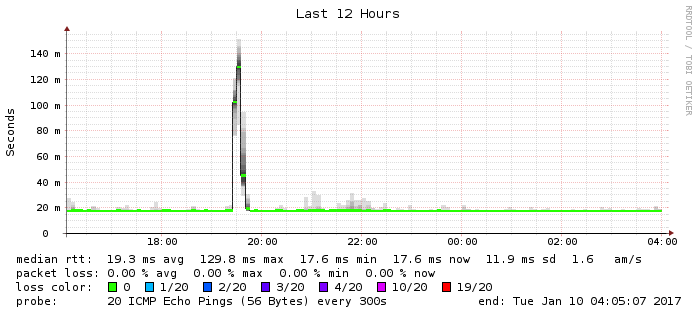 Last 12 Hours
RRDTOOL / TOBI OETIKER
Seconds
140 m
120 m
100 m
80 m
60 m
40 m
20 m
0
18:00 20:00 22:00 00:00 02:00 04:00
median rtt: 19.3 ms avg 129.8 ms max 17.6 ms min 17.6 ms now 11.9 ms sd 1.6 am/s
packet loss: 0.00 % avg 0.00 % max 0.00 % min 0.00 % now
loss color: 0 1/20 2/20 3/20 4/20 10/20 19/20
probe: 20 ICMP Echo Pings (56 Bytes) every 300s end: Tue Jan 10 04:05:07 2017